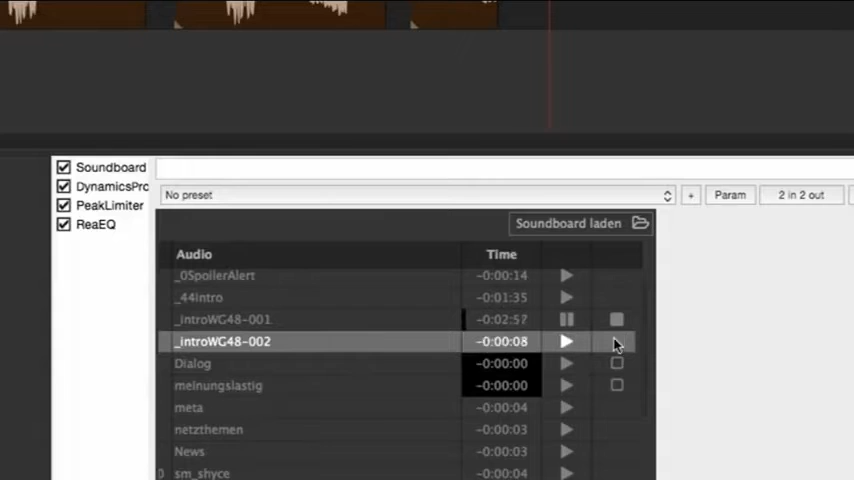 Soundboard
DynamicsPro
PeakLimiter
ReaEQ
No preset
+
Param
2 in 2 out
Soundboard laden
Audio Time
_0SpoilerAlert -0:00:14
_44Intro -0:01:35
_introWG48-001 -0:02:57
_introWG48-002 -0:00:08
Dialog -0:00:00
meinungslastig -0:00:00
meta -0:00:04
netzthemen -0:00:03
News -0:00:03
0 sm_shyce -0:00:04